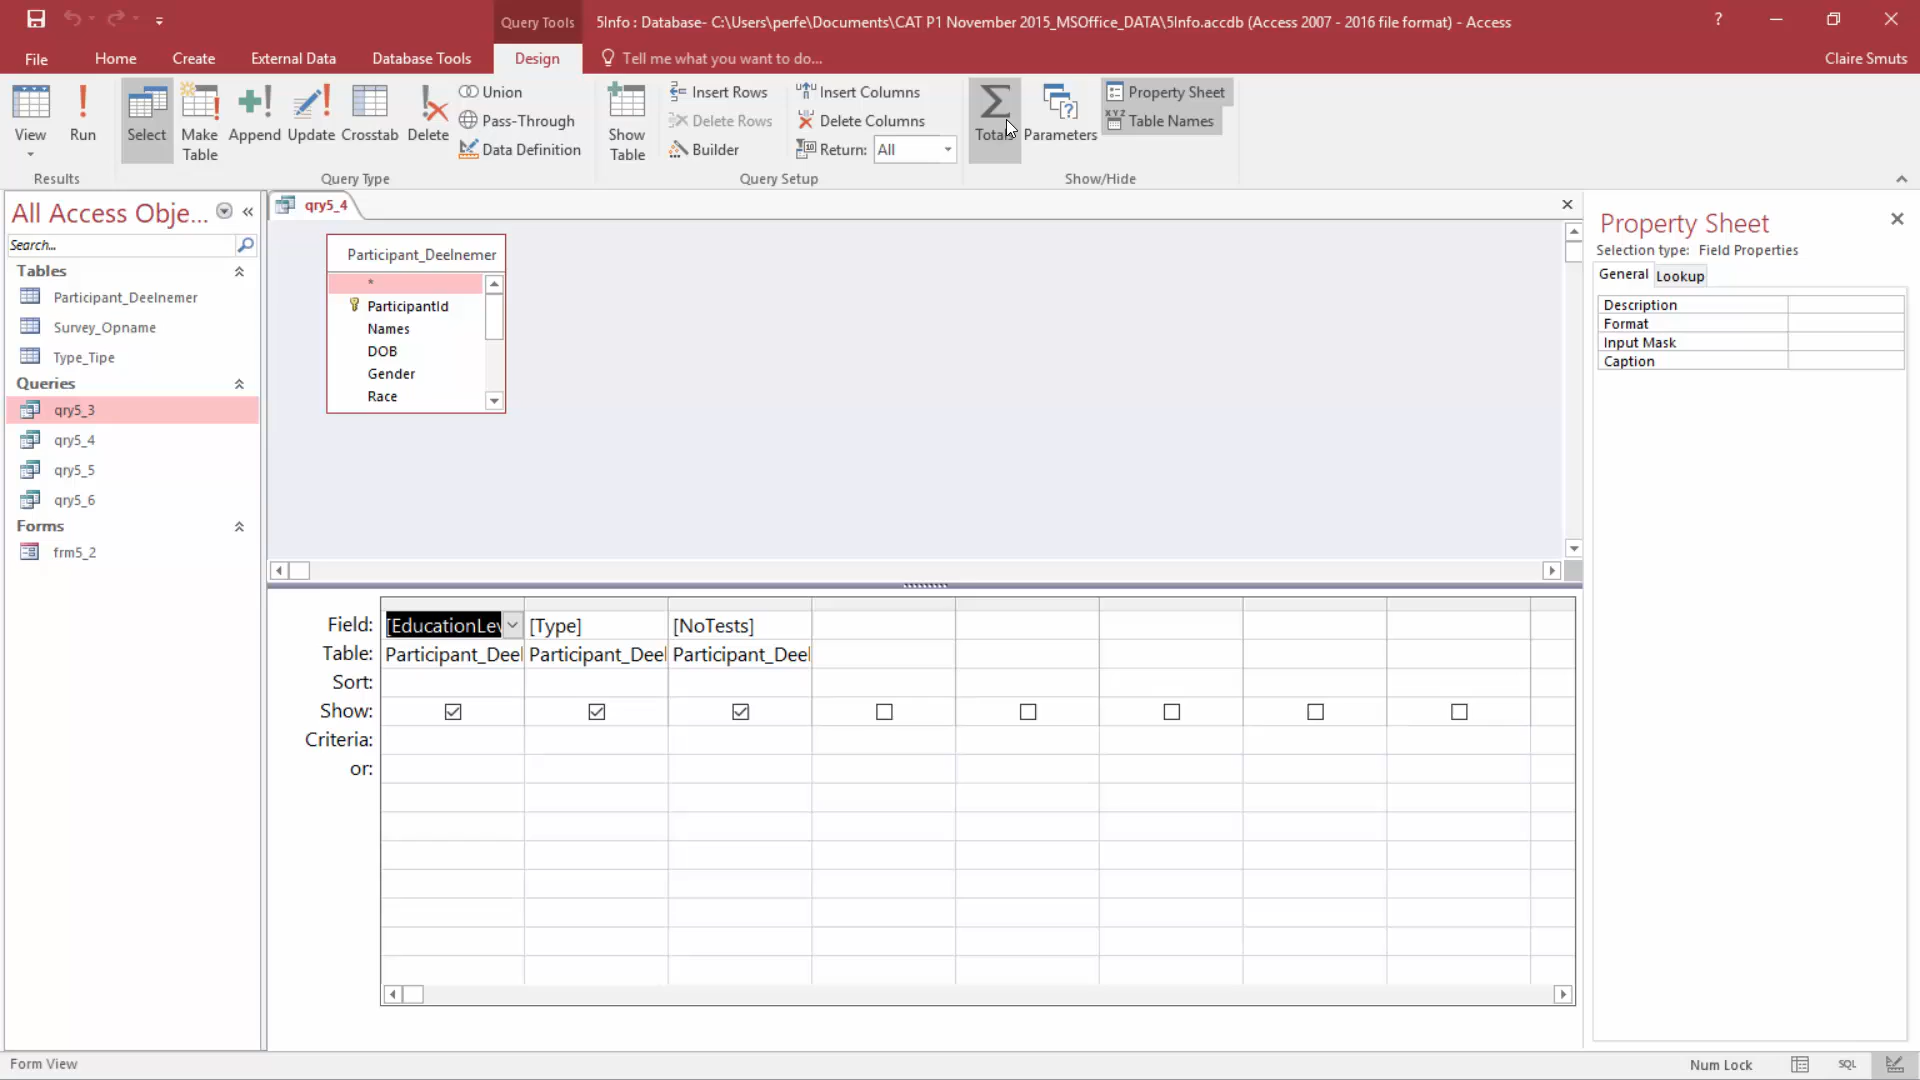 Query Tools
5Info : Database- C:\Users\perfe\Documents\CAT P1 November 2015_MSOffice_DATA\5Info.accdb (Access 2007 - 2016 file format) - Access
?
File
Home
Create
External Data
Database Tools
Design
Tell me what you want to do...
Claire Smuts
View
Run
Select
Make Table
Append
Update
Crosstab
Delete
Union
Pass-Through
Data Definition
Show Table
Insert Rows
Delete Rows
Builder
Insert Columns
Delete Columns
Return:
All
Parameters
Property Sheet
Table Names
Results
Query Type
Query Setup
Show/Hide
All Access Obje...
Search...
Tables
Participant_Deelnemer
Survey_Opname
Type_Tipe
Queries
qry5_3
qry5_4
qry5_5
qry5_6
Forms
frm5_2
qry5_4
Participant_Deelnemer
*
ParticipantId
Names
DOB
Gender
Race
Field:
[EducationLev
[Type]
[NoTests]
Table:
Participant_Deel
Participant_Deel
Participant_Deel
Sort:
Show:
Criteria:
or:
Property Sheet
Selection type: Field Properties
General
Lookup
Description
Format
Input Mask
Caption
Form View
Num Lock
SQL